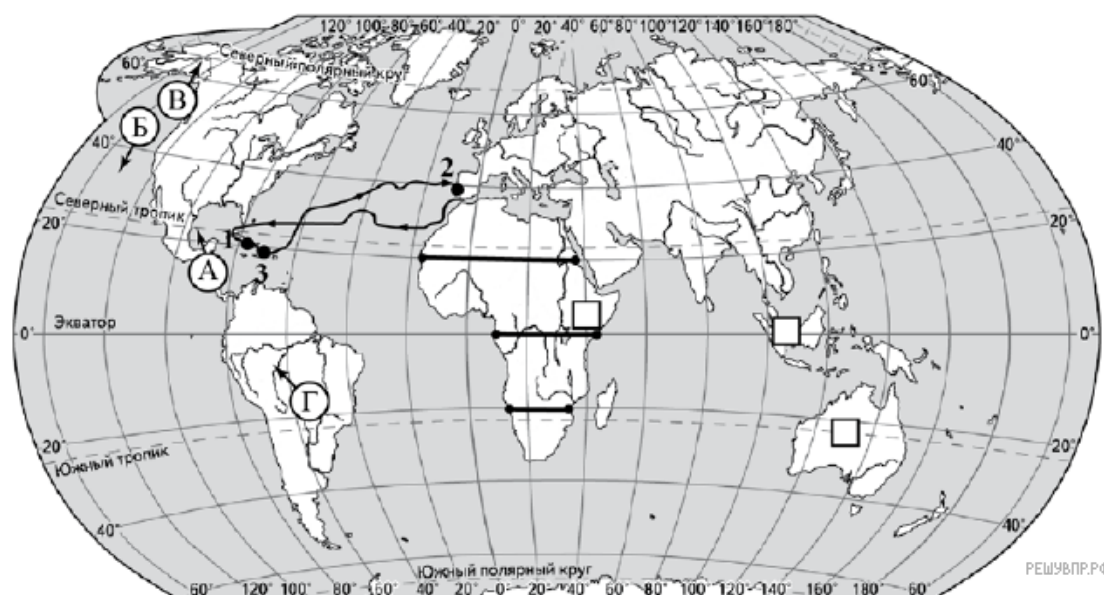 120° 100° 80° 60° 40° 20° 0° 20° 40° 60° 80° 100° 120° 140° 160° 180°
60° Северный полярный круг 60°
В
Б
40° 40°
2
Северный тропик
20° 20°
1
3
А
Экватор
0° 0°
Г
20° 20°
Южный тропик
40° 40°
Южный полярный круг
РЕШУВПР.РФ
60° 80° 120° 100° 80° 60° 40° 20° 0° 20° 40° 60° 80° 100° 120° 140° 160° 180° 60°